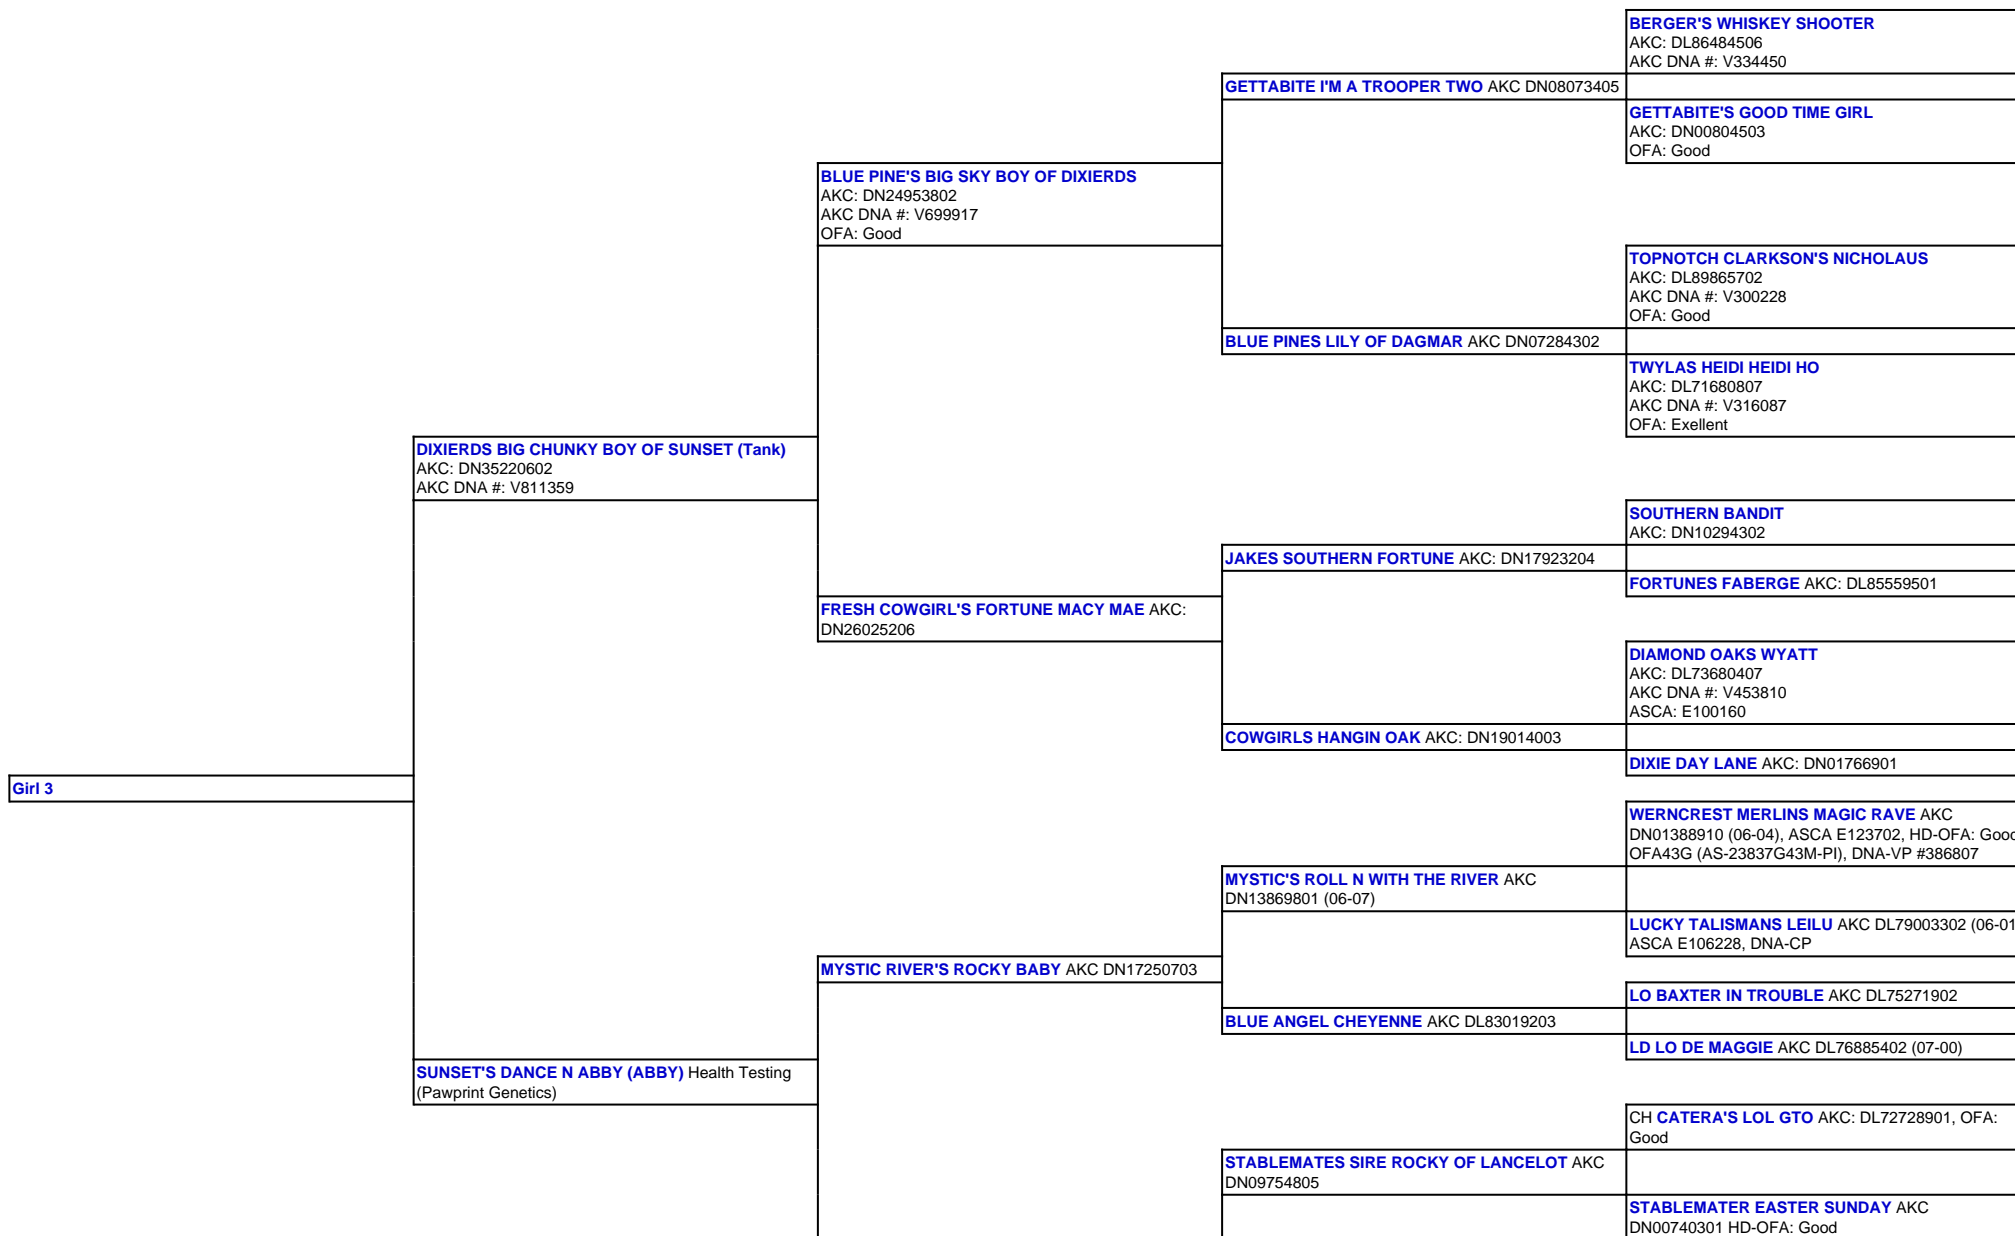 BERGER'S WHISKEY SHOOTER
AKC: DL86484506
AKC DNA #: V334450
GETTABITE I'M A TROOPER TWO AKC DN08073405
GETTABITE'S GOOD TIME GIRL
AKC: DN00804503
OFA: Good
BLUE PINE'S BIG SKY BOY OF DIXIERDS
AKC: DN24953802
AKC DNA #: V699917
OFA: Good
TOPNOTCH CLARKSON'S NICHOLAUS
AKC: DL89865702
AKC DNA #: V300228
OFA: Good
BLUE PINES LILY OF DAGMAR AKC DN07284302
TWYLAS HEIDI HEIDI HO
AKC: DL71680807
AKC DNA #: V316087
OFA: Exellent
DIXIERDS BIG CHUNKY BOY OF SUNSET (Tank)
AKC: DN35220602
AKC DNA #: V811359
SOUTHERN BANDIT
AKC: DN10294302
JAKES SOUTHERN FORTUNE AKC: DN17923204
FORTUNES FABERGE AKC: DL85559501
FRESH COWGIRL'S FORTUNE MACY MAE AKC:
DN26025206
DIAMOND OAKS WYATT
AKC: DL73680407
AKC DNA #: V453810
ASCA: E100160
COWGIRLS HANGIN OAK AKC: DN19014003
DIXIE DAY LANE AKC: DN01766901
Girl 3
WERNCREST MERLINS MAGIC RAVE AKC
DN01388910 (06-04), ASCA E123702, HD-OFA: Good
OFA43G (AS-23837G43M-PI), DNA-VP #386807
MYSTIC'S ROLL N WITH THE RIVER AKC
DN13869801 (06-07)
LUCKY TALISMANS LEILU AKC DL79003302 (06-01
ASCA E106228, DNA-CP
MYSTIC RIVER'S ROCKY BABY AKC DN17250703
LO BAXTER IN TROUBLE AKC DL75271902
BLUE ANGEL CHEYENNE AKC DL83019203
LD LO DE MAGGIE AKC DL76885402 (07-00)
SUNSET'S DANCE N ABBY (ABBY) Health Testing
(Pawprint Genetics)
CH CATERA'S LOL GTO AKC: DL72728901, OFA:
Good
STABLEMATES SIRE ROCKY OF LANCELOT AKC
DN09754805
STABLEMATER EASTER SUNDAY AKC
DN00740301 HD-OFA: Good